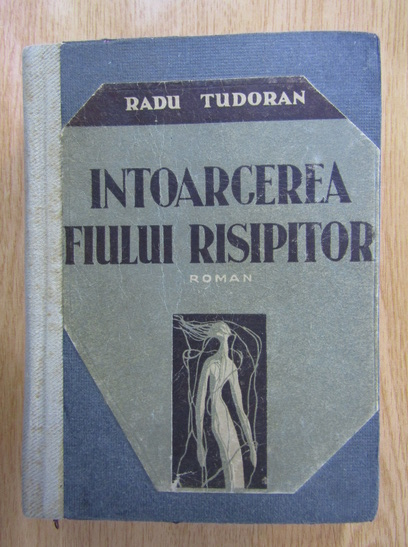 RADU TUDORAN
INTOARCEREA
FIULUI RISIPITOR
ROMAN